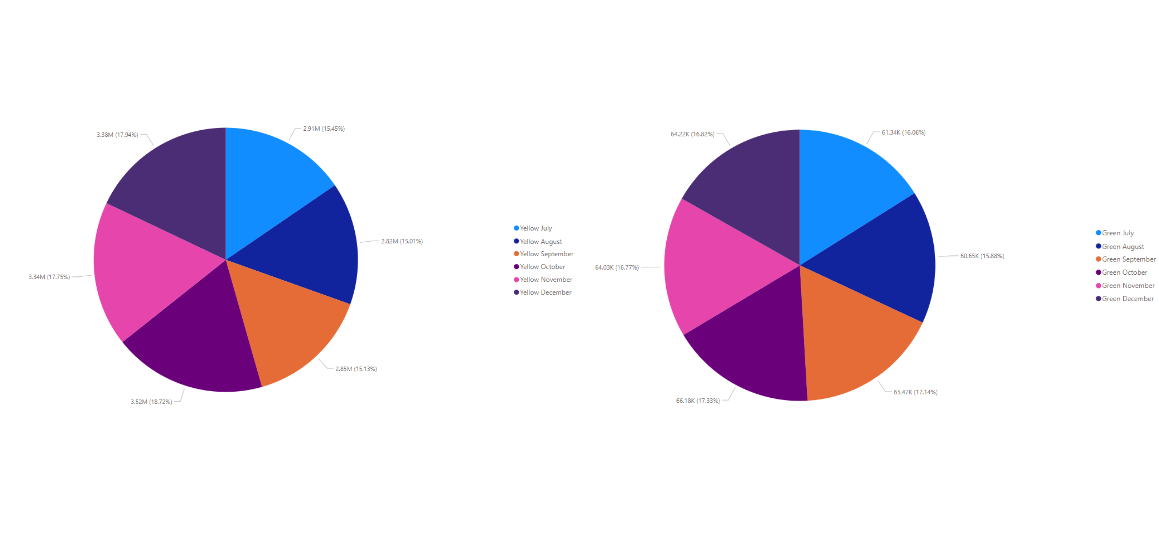 3.38M (17.94%)
2.91M (15.45%)
2.83M (15.01%)
3.34M (17.75%)
2.85M (15.13%)
3.52M (18.72%)
Yellow July
Yellow August
Yellow September
Yellow October
Yellow November
Yellow December
64.22K (16.82%)
61.34K (16.06%)
60.65K (15.88%)
64.03K (16.77%)
65.47K (17.14%)
66.18K (17.33%)
Green July
Green August
Green September
Green October
Green November
Green December